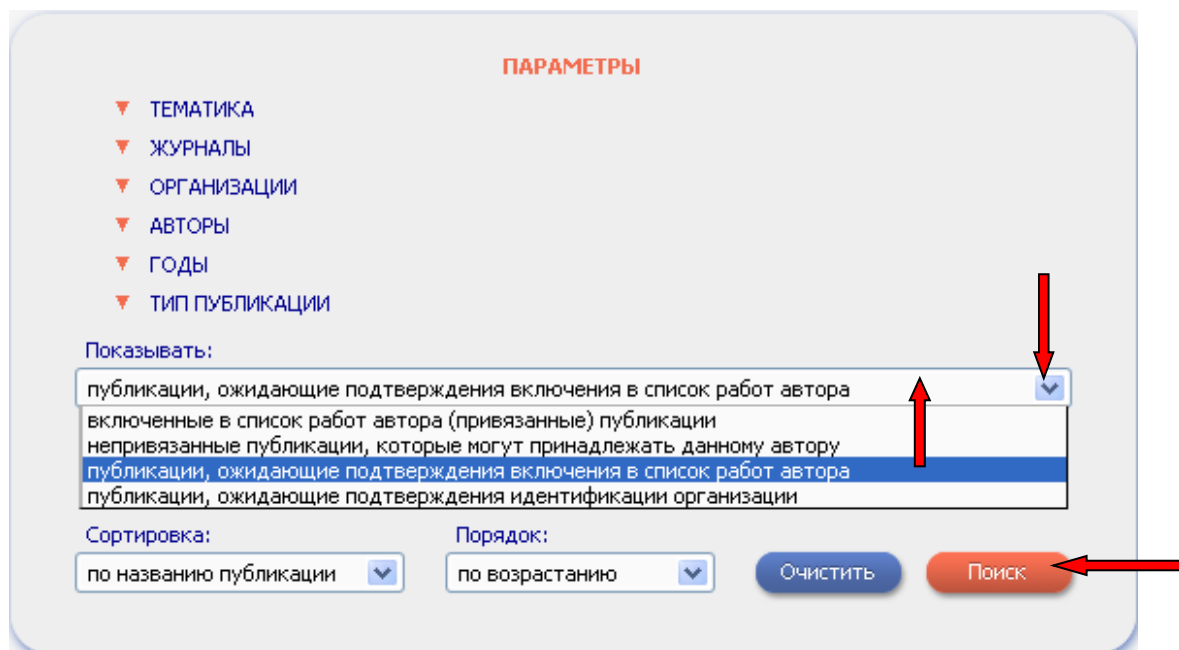 ПАРАМЕТРЫ
ТЕМАТИКА
ЖУРНАЛЫ
ОРГАНИЗАЦИИ
АВТОРЫ
ГОДЫ
ТИП ПУБЛИКАЦИИ
Показывать:
публикации, ожидающие подтверждения включения в список работ автора
включенные в список работ автора (привязанные) публикации
непривязанные публикации, которые могут принадлежать данному автору
публикации, ожидающие подтверждения включения в список работ автора
публикации, ожидающие подтверждения идентификации организации
Сортировка: Порядок:
по названию публикации по возрастанию Очистить Поиск